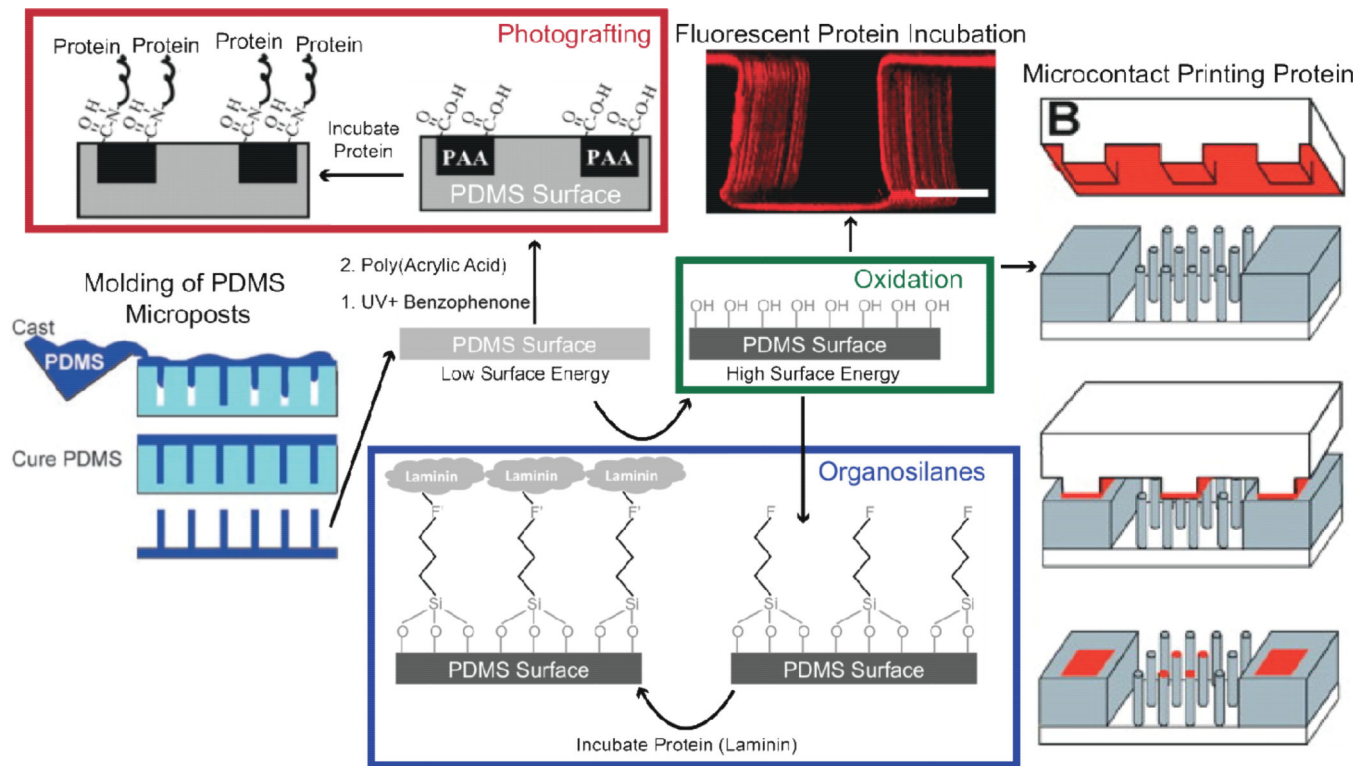 Photografting
Protein
Protein
Protein
Protein
O
H
O
H
O
H
O
H
C-N
C-N
C-N
C-N
Incubate
Protein
O
C-O-H
O
C-O-H
O
C-O-H
O
C-O-H
PAA
PAA
PDMS Surface
Fluorescent Protein Incubation
Microcontact Printing Protein
B
2. Poly(Acrylic Acid)
1. UV+ Benzophenone
Molding of PDMS
Microposts
Cast
PDMS
Cure PDMS
PDMS Surface
Low Surface Energy
Oxidation
OH OH OH OH OH OH OH OH
PDMS Surface
High Surface Energy
Organosilanes
Laminin Laminin Laminin
F' F' F'
Si Si Si
O O O O O O O
PDMS Surface
F F F
Si Si Si
O O O O O O O
PDMS Surface
Incubate Protein (Laminin)